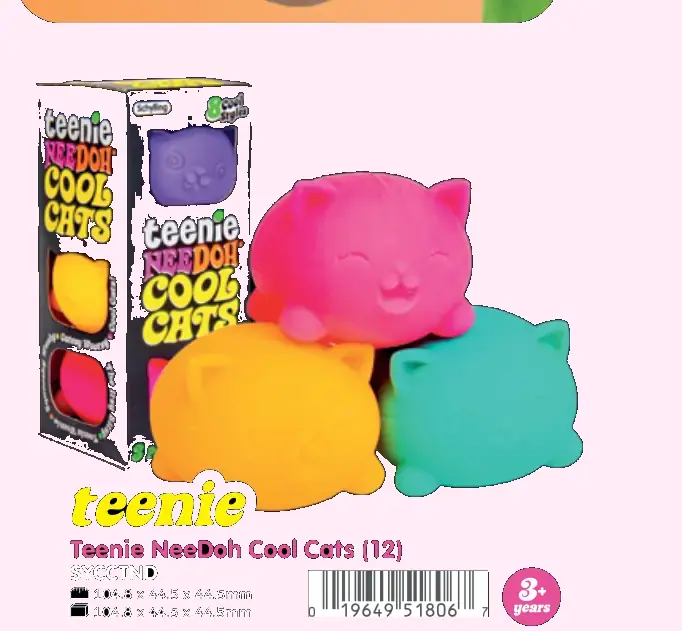 teenie
NEEDOH
COOL
CATS
Schylling
8 Cool
Styles
teenie
NEEDOH
COOL
CATS
teenie
Teenie NeeDoh Cool Cats (12)
SYCCTND
104.8 x 44.5 x 44.5mm
104.8 x 44.5 x 44.5mm
0 19649 51806 7
3+
years